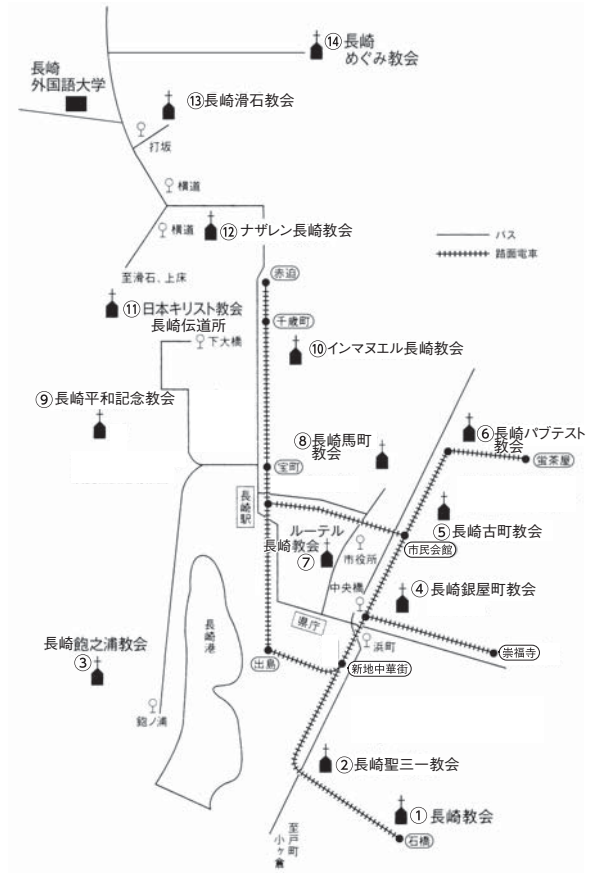 ⑭長崎
めぐみ教会
長崎
外国語大学
⑬長崎滑石教会
打坂
横道
横道
⑫ナザレン長崎教会
バス
路面電車
至滑石、上床
赤迫
⑪日本キリスト教会
長崎伝道所
千歳町
下大橋
⑩インマヌエル長崎教会
⑨長崎平和記念教会
⑧長崎馬町
教会
⑥長崎バプテスト
教会
宝町
蛍茶屋
長崎駅
⑤長崎古町教会
ルーテル
長崎教会
⑦
市役所
市民会館
中央橋
④長崎銀屋町教会
県庁
浜町
長崎港
長崎飽之浦教会
③
出島
新地中華街
崇福寺
飽ノ浦
②長崎聖三一教会
①長崎教会
至戸町
小ヶ倉
石橋